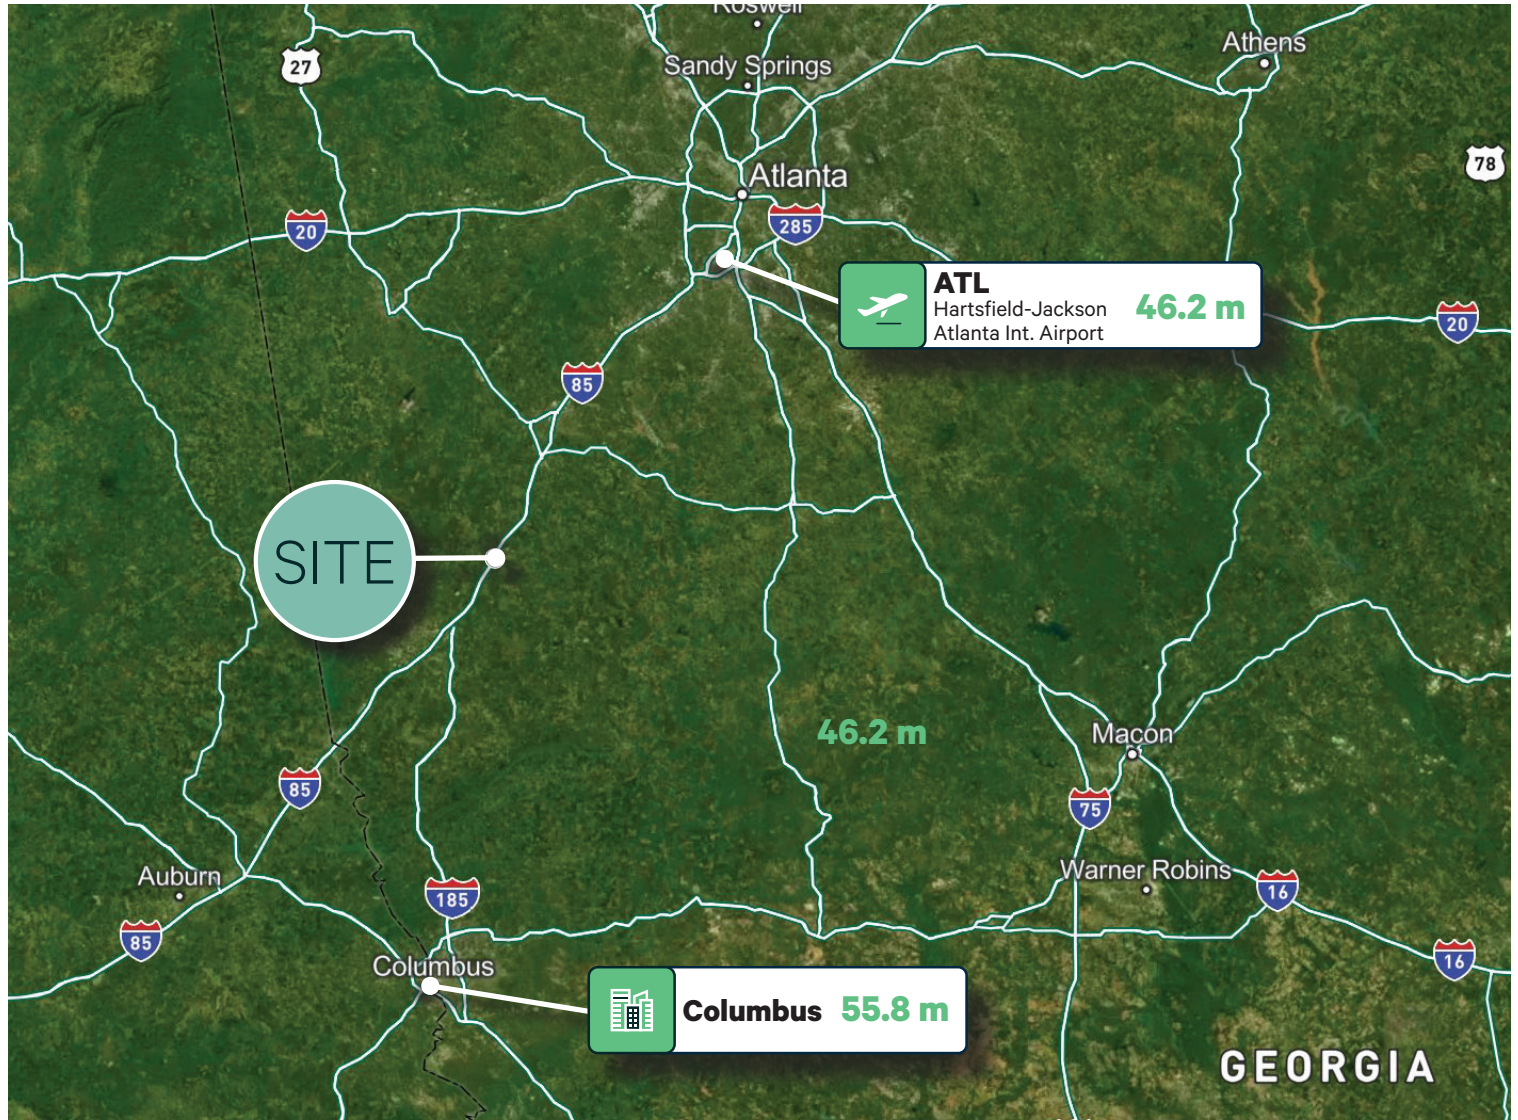 Roswell
27
Sandy Springs
Athens
78
Atlanta
20
285
ATL
Hartsfield-Jackson
Atlanta Int. Airport
46.2 m
20
85
SITE
46.2 m
Macon
85
75
Auburn
Warner Robins
185
16
85
Columbus
16
Columbus 55.8 m
GEORGIA